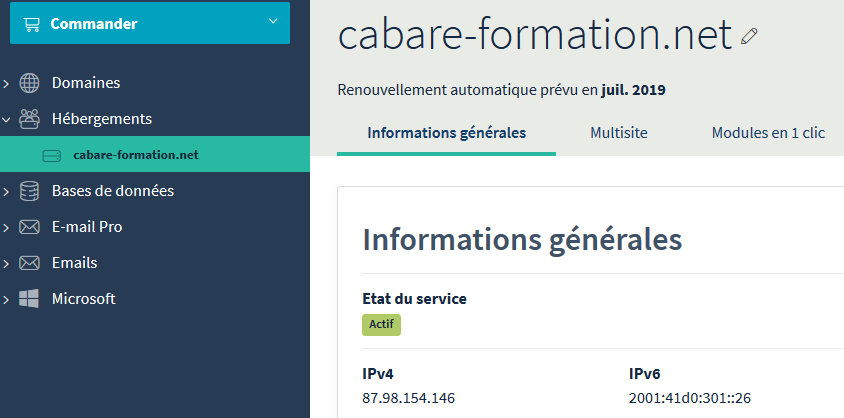 Commander
Domaines
Hébergements
cabare-formation.net
Bases de données
E-mail Pro
Emails
Microsoft
cabare-formation.net
Renouvellement automatique prévu en juil. 2019
Informations générales Multisite Modules en 1 clic
Informations générales
Etat du service
Actif
IPv4 IPv6
87.98.154.146 2001:41d0:301::26